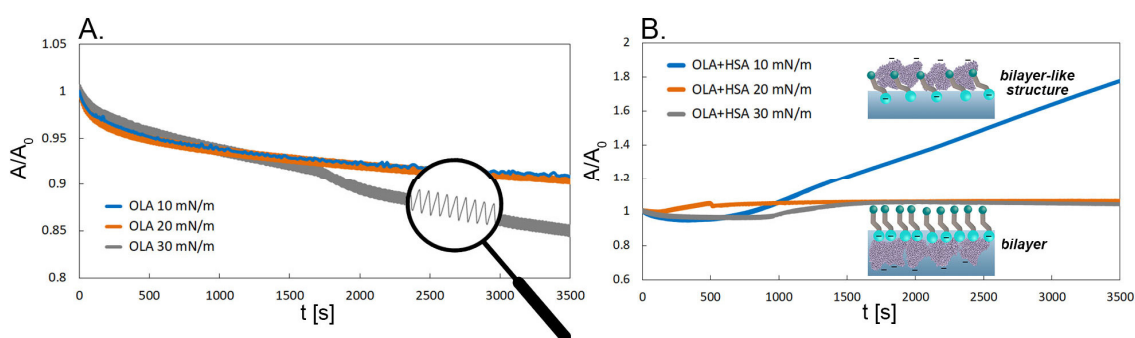 A.
1.05
1
0.95
0.9
0.85
0.8
A/A0
OLA 10 mN/m
OLA 20 mN/m
OLA 30 mN/m
0 500 1000 1500 2000 2500 3000 3500
t [s]
B.
2
1.8
1.6
1.4
1.2
1
0.8
0.6
A/A0
OLA+HSA 10 mN/m
OLA+HSA 20 mN/m
OLA+HSA 30 mN/m
bilayer-like
structure
bilayer
0 500 1000 1500 2000 2500 3000 3500
t [s]